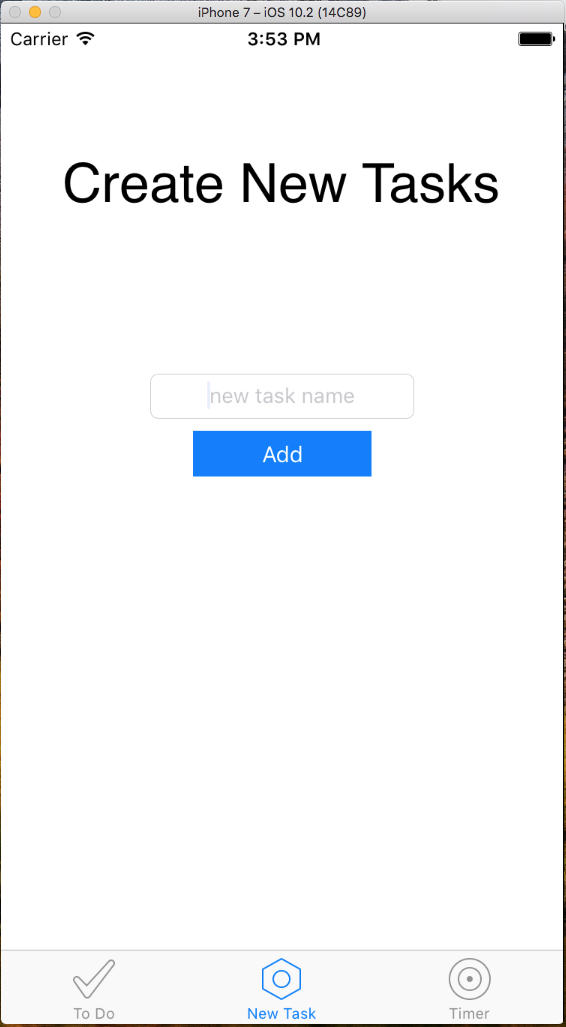 iPhone 7 – iOS 10.2 (14C89)
Carrier 3:53 PM
Create New Tasks
new task name
Add
To Do New Task Timer